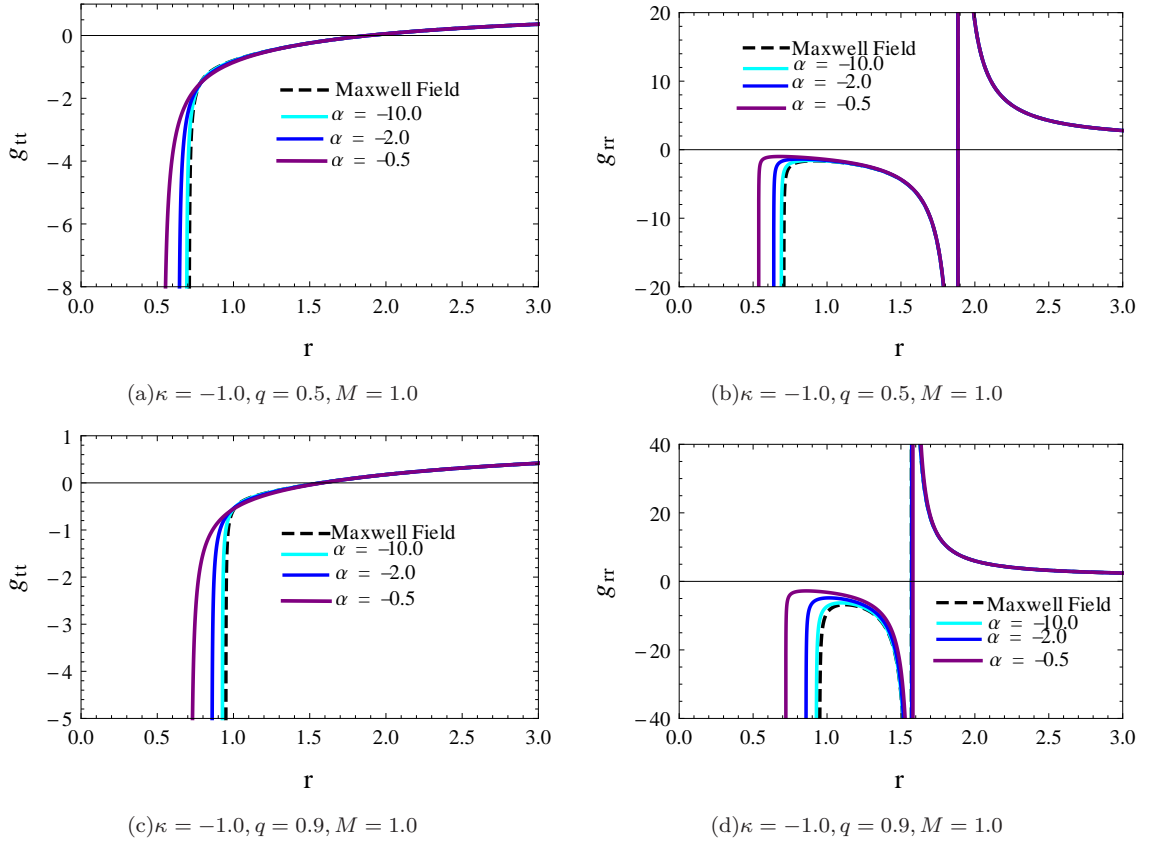 0
−2
−4
−6
−8
g_tt
0.0 0.5 1.0 1.5 2.0 2.5 3.0
r
Maxwell Field
α = −10.0
α = −2.0
α = −0.5
(a)κ = −1.0, q = 0.5, M = 1.0
20
10
0
−10
−20
g_rr
0.0 0.5 1.0 1.5 2.0 2.5 3.0
r
Maxwell Field
α = −10.0
α = −2.0
α = −0.5
(b)κ = −1.0, q = 0.5, M = 1.0
1
0
−1
−2
−3
−4
−5
g_tt
0.0 0.5 1.0 1.5 2.0 2.5 3.0
r
Maxwell Field
α = −10.0
α = −2.0
α = −0.5
(c)κ = −1.0, q = 0.9, M = 1.0
40
20
0
−20
−40
g_rr
0.0 0.5 1.0 1.5 2.0 2.5 3.0
r
Maxwell Field
α = −10.0
α = −2.0
α = −0.5
(d)κ = −1.0, q = 0.9, M = 1.0